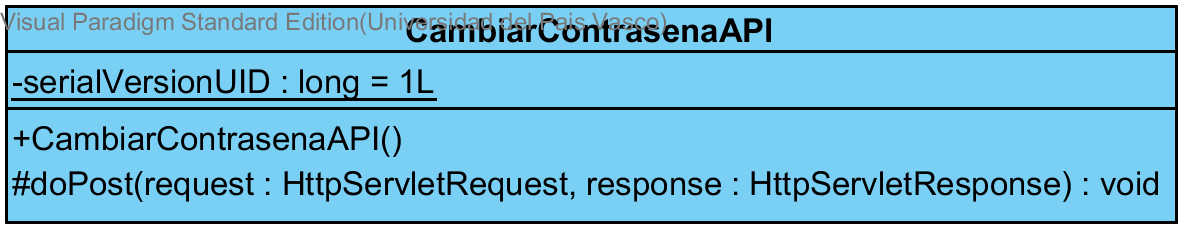 Visual Paradigm Standard Edition(Universidad del Pais Vasco)
CambiarContrasenaAPI
-serialVersionUID : long = 1L
+CambiarContrasenaAPI()
#doPost(request : HttpServletRequest, response : HttpServletResponse) : void